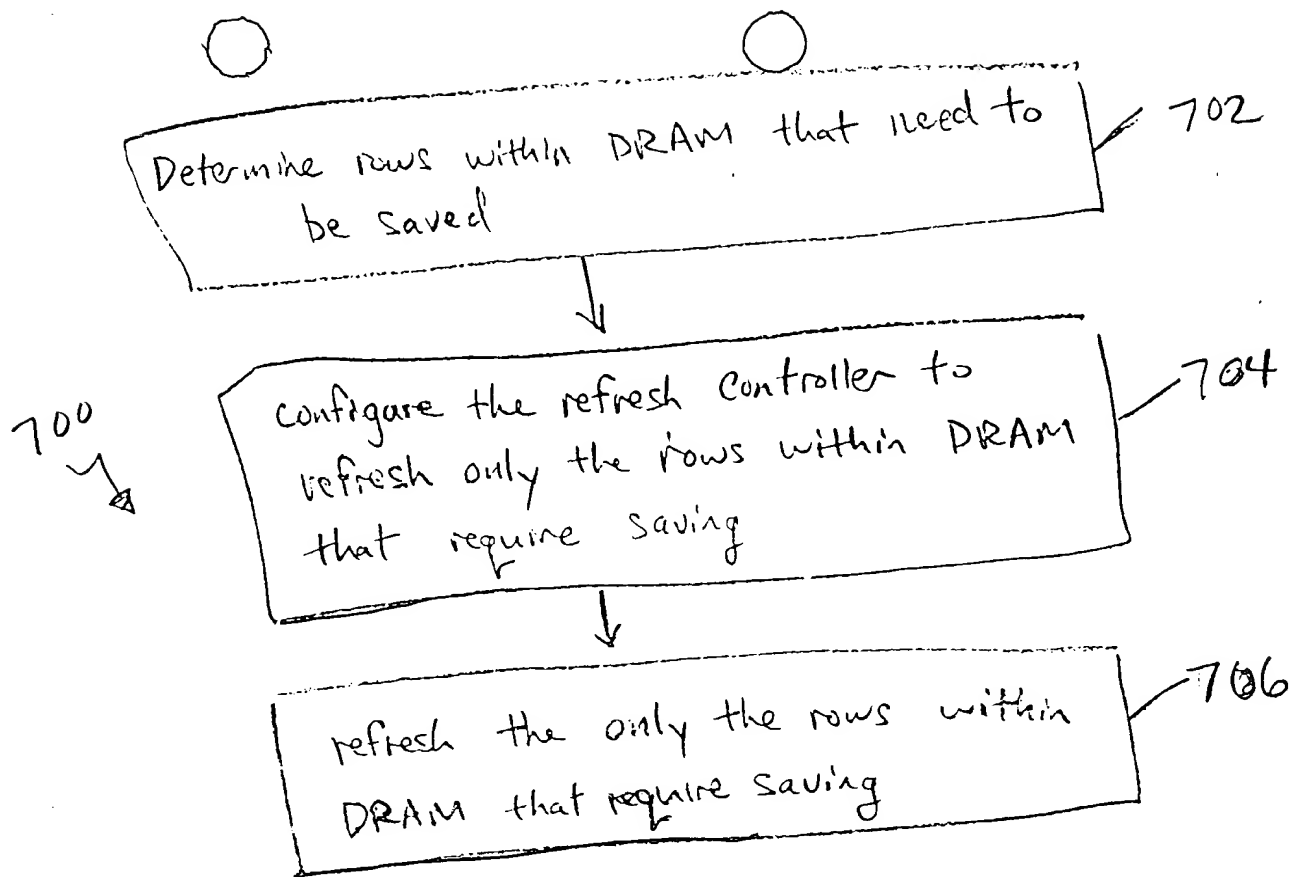 Determine rows within DRAM that need to
702
be saved
configure the refresh controller to
704
refresh only the rows within DRAM
700
that require saving
refresh the only the rows within
706
DRAM that require saving